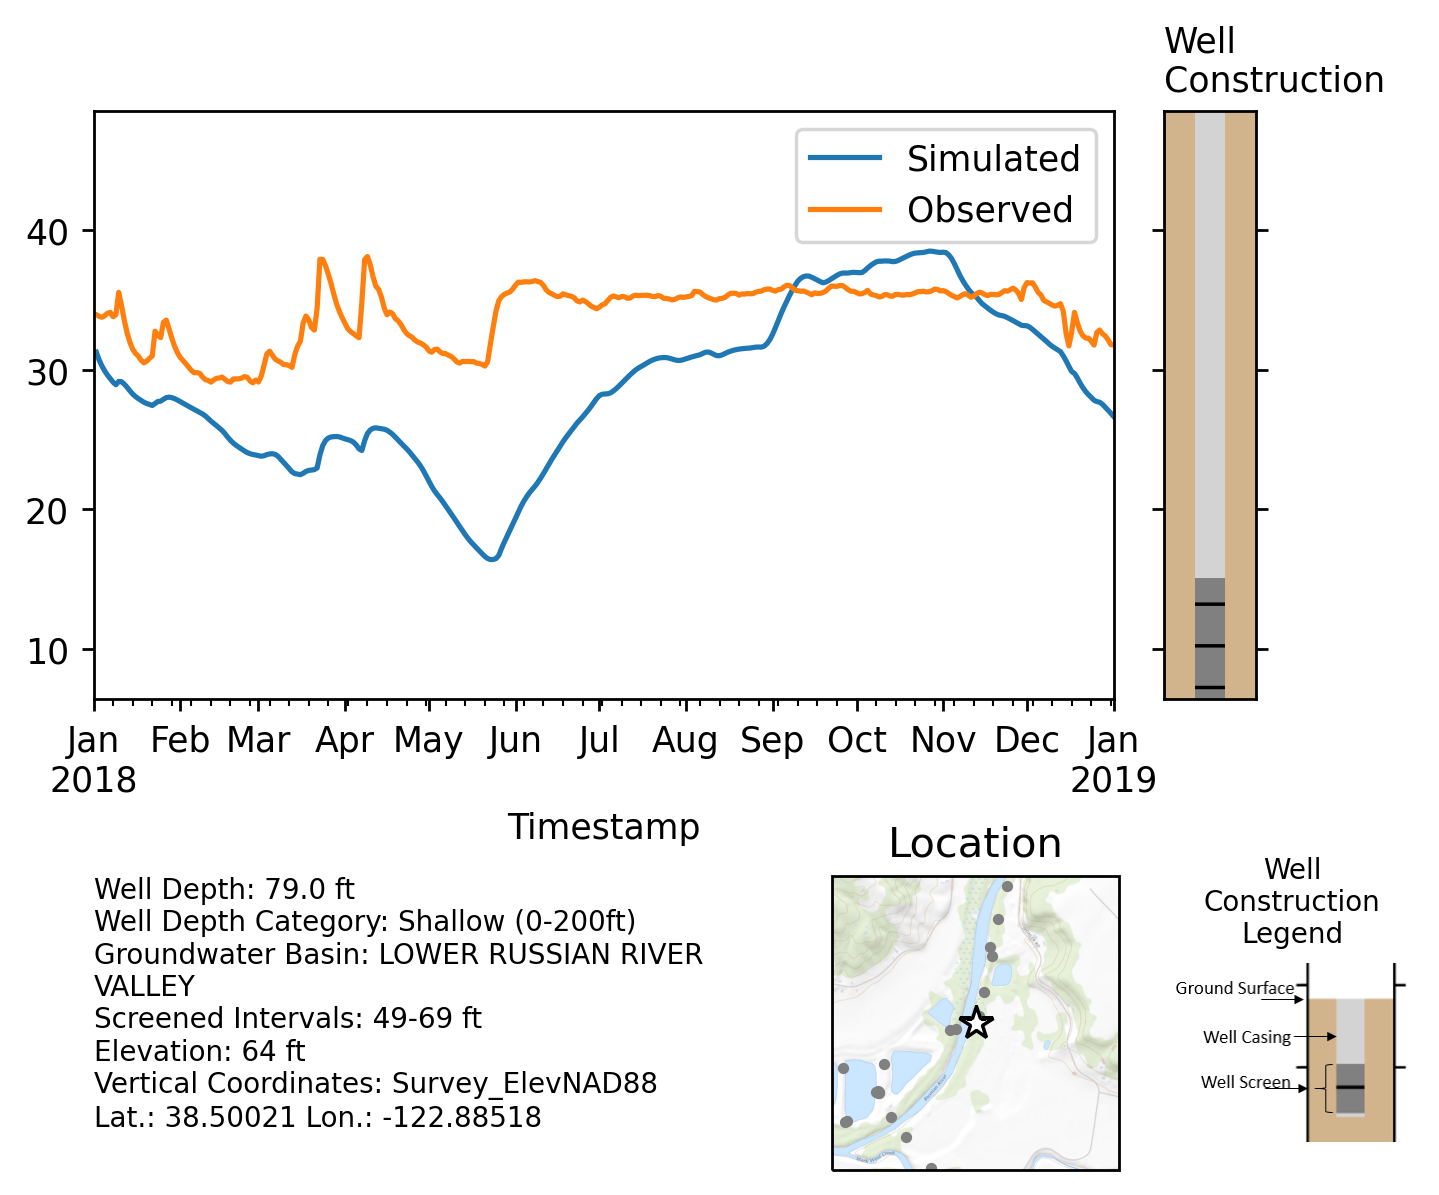 Well
Construction
Simulated
Observed
40
30
20
10
Jan
2018
Feb
Mar
Apr
May
Jun
Jul
Aug
Sep
Oct
Nov
Dec
Jan
2019
Timestamp
Well Depth: 79.0 ft
Well Depth Category: Shallow (0-200ft)
Groundwater Basin: LOWER RUSSIAN RIVER
VALLEY
Screened Intervals: 49-69 ft
Elevation: 64 ft
Vertical Coordinates: Survey_ElevNAD88
Lat.: 38.50021 Lon.: -122.88518
Location
Well
Construction
Legend
Ground Surface
Well Casing
Well Screen